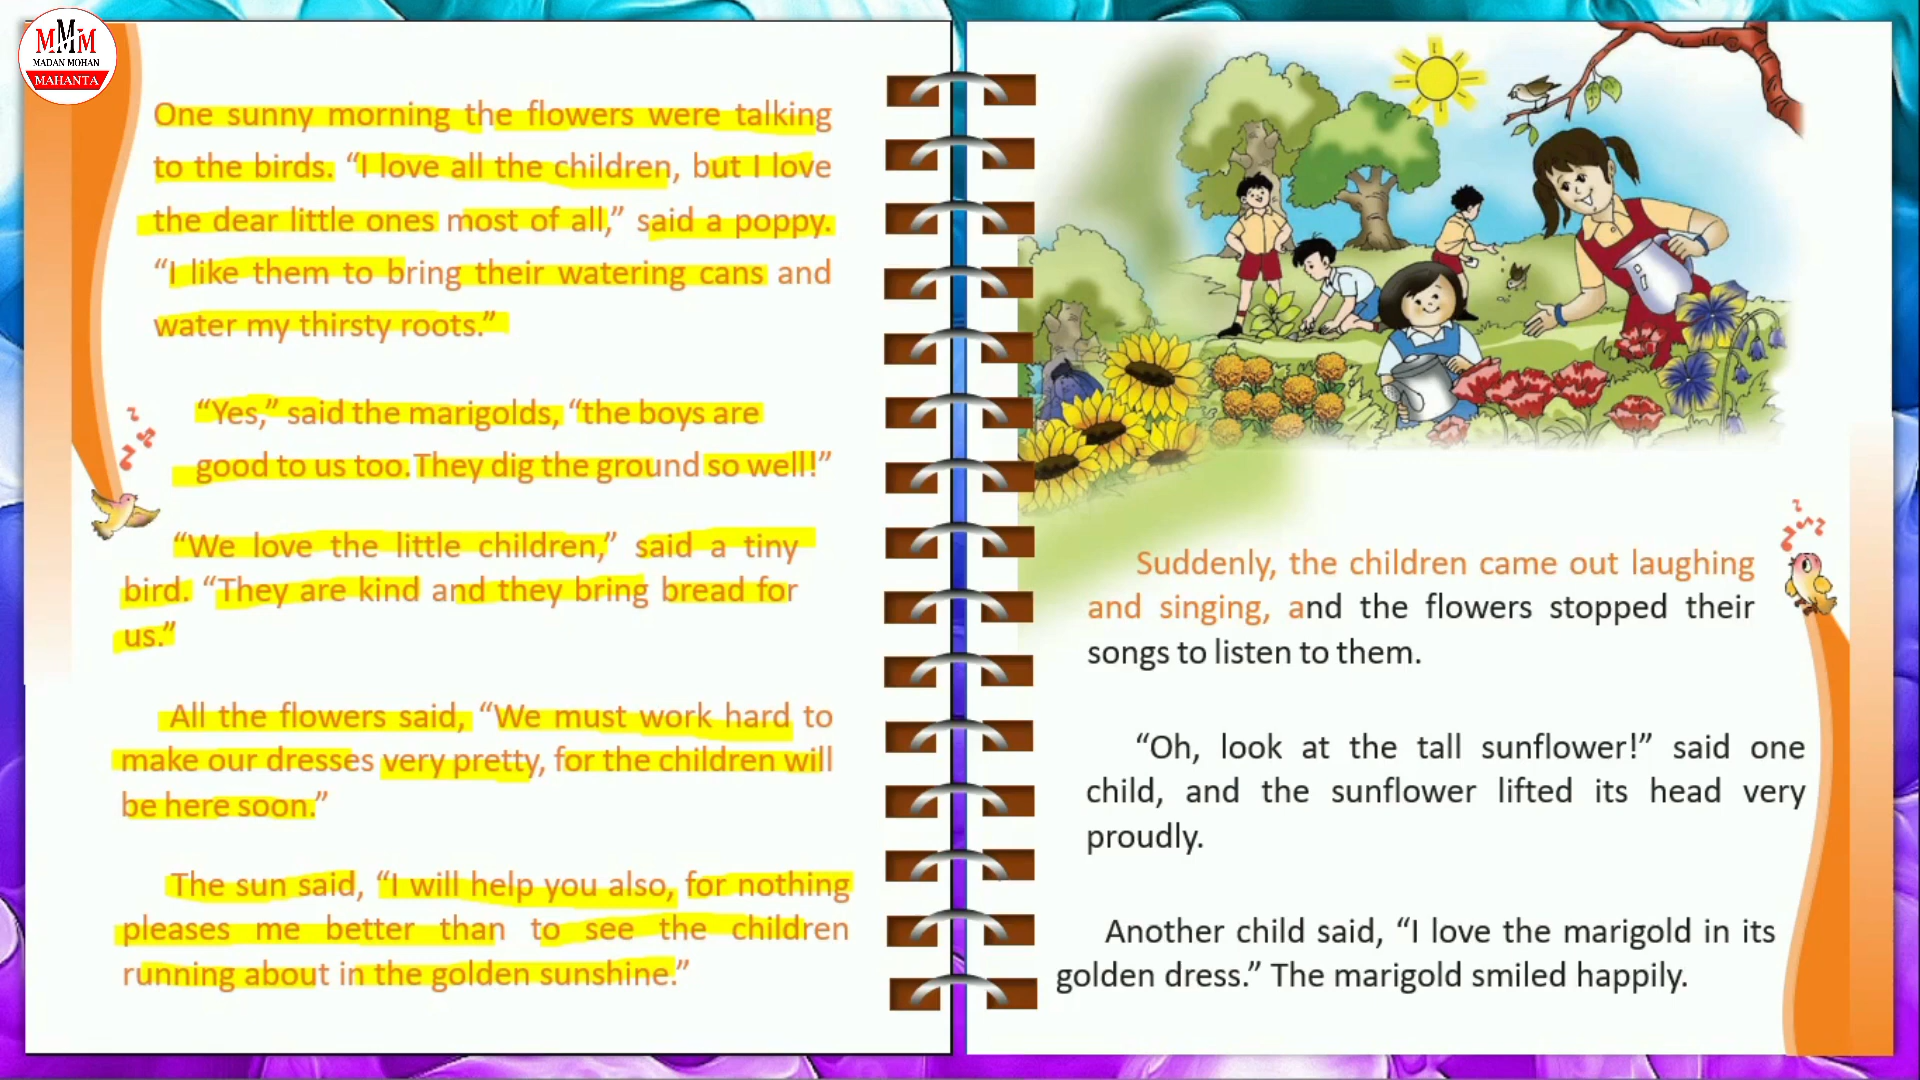 MMM
MADAN MOHAN
MAHANTA
One sunny morning the flowers were talking
to the birds. “I love all the children, but I love
the dear little ones most of all,” said a poppy.
“I like them to bring their watering cans and
water my thirsty roots.”
“Yes,” said the marigolds, “the boys are
good to us too. They dig the ground so well!”
“We love the little children,” said a tiny
bird. “They are kind and they bring bread for
us.”
All the flowers said, “We must work hard to
make our dresses very pretty, for the children will
be here soon.”
The sun said, “I will help you also, for nothing
pleases me better than to see the children
running about in the golden sunshine.”
Suddenly, the children came out laughing
and singing, and the flowers stopped their
songs to listen to them.
“Oh, look at the tall sunflower!” said one
child, and the sunflower lifted its head very
proudly.
Another child said, “I love the marigold in its
golden dress.” The marigold smiled happily.